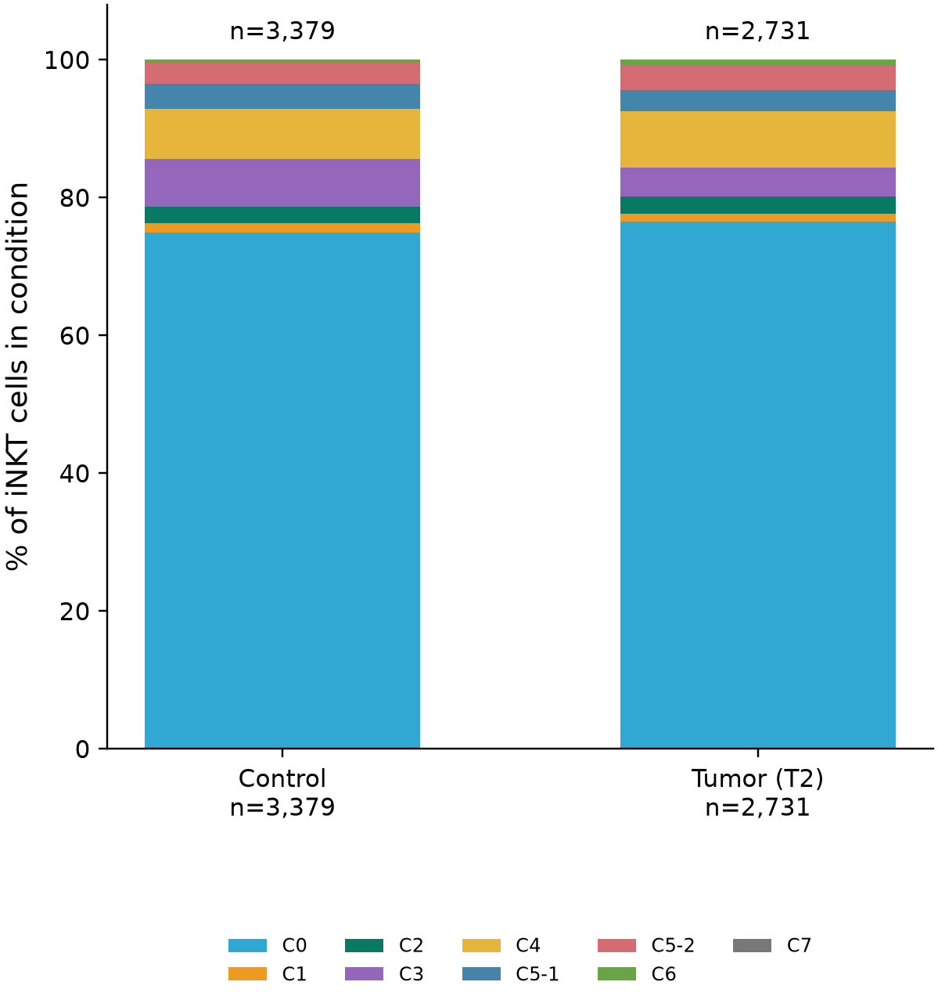 n=3,379
n=2,731
100
80
60
40
20
0
% of iNKT cells in condition
Control
n=3,379
Tumor (T2)
n=2,731
C0
C2
C4
C5-2
C7
C1
C3
C5-1
C6